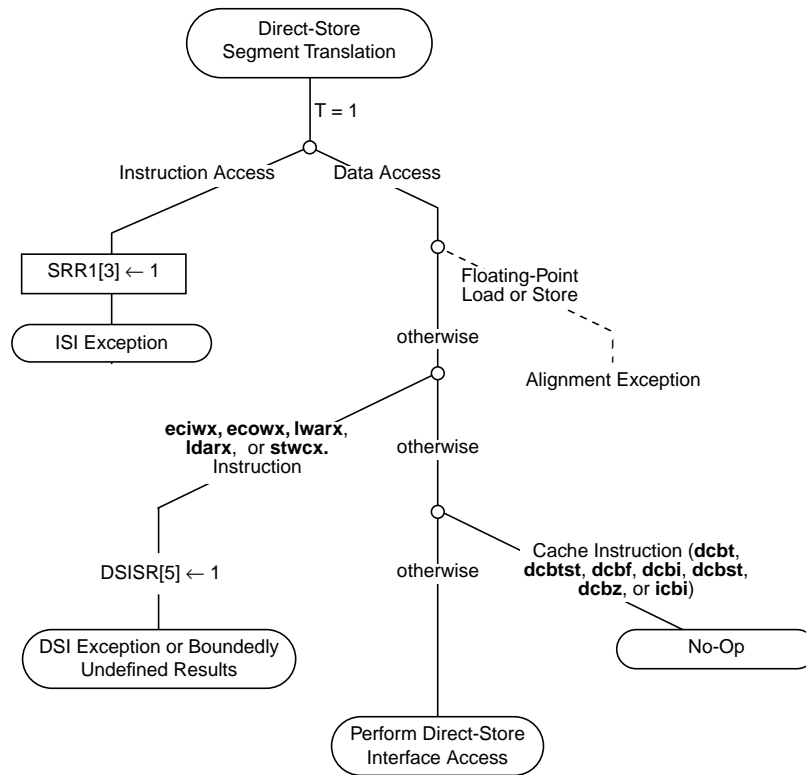 Direct-Store
Segment Translation
T = 1
Instruction Access
Data Access
SRR1[3] ← 1
ISI Exception
Floating-Point
Load or Store
otherwise
Alignment Exception
eciwx, ecowx, lwarx,
ldarx, or stwcx.
Instruction
otherwise
DSISR[5] ← 1
otherwise
Cache Instruction (dcbt,
dcbtst, dcbf, dcbi, dcbst,
dcbz, or icbi)
DSI Exception or Boundedly
Undefined Results
No-Op
Perform Direct-Store
Interface Access